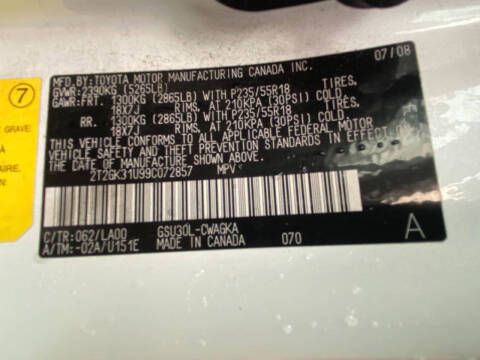 MFD. BY: TOYOTA MOTOR MANUFACTURING CANADA INC. 07/08
GVWR: 2390KG (5265LB)
GAWR: FRT. 1300KG (2865LB) WITH P235/55R18 TIRES.
18X7J RIMS, AT 210KPA (30PSI) COLD.
RR. 1300KG (2865LB) WITH P235/55R18 TIRES,
18X7J RIMS, AT 210KPA (30PSI) COLD.
THIS VEHICLE CONFORMS TO ALL APPLICABLE FEDERAL MOTOR
VEHICLE SAFETY AND THEFT PREVENTION STANDARDS IN EFFECT ON
THE DATE OF MANUFACTURE SHOWN ABOVE.
2T2GK31U99C072857 MPV
C/TR: 062/LA00 GSU30L-CWAGKA
A/TM: -02A/U151E MADE IN CANADA 070 A
7
GRAVE
AIRE.